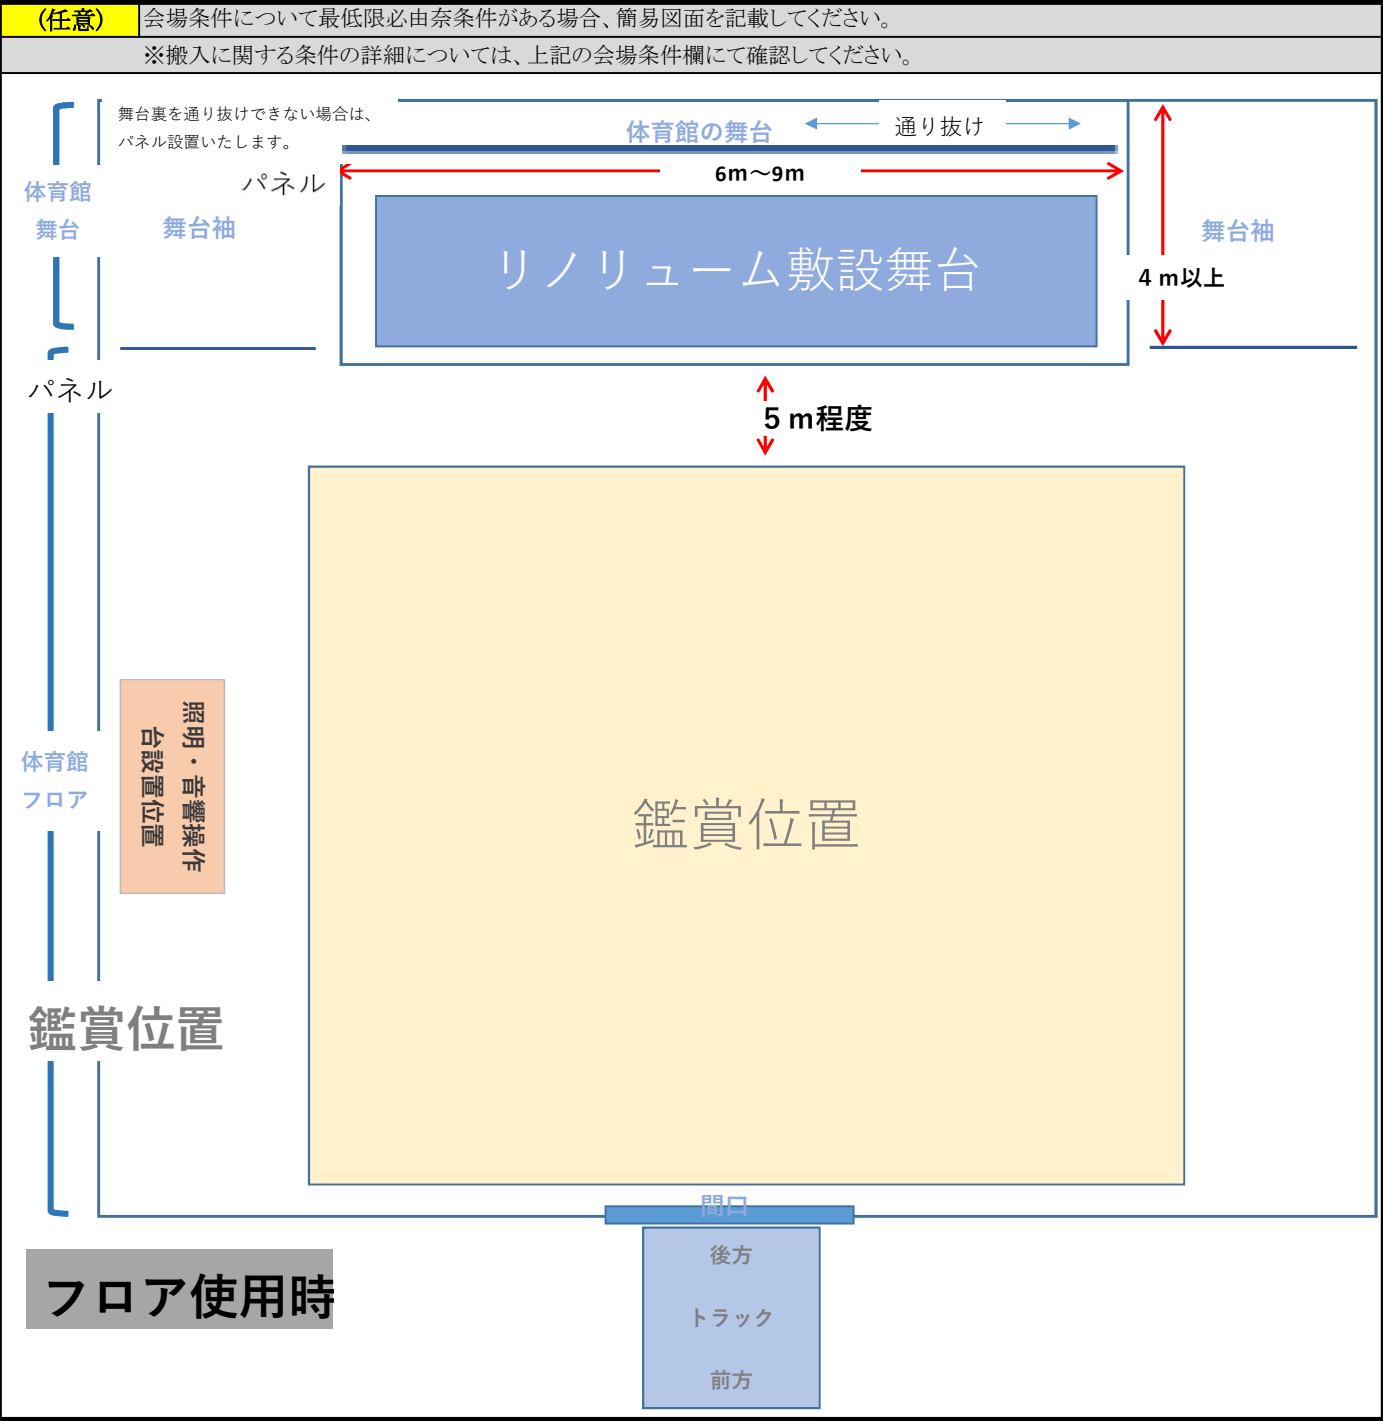 (任意)
会場条件について最低限必由奈条件がある場合、簡易図面を記載してください。
※搬入に関する条件の詳細については、上記の会場条件欄にて確認してください。
舞台裏を通り抜けできない場合は、
パネル設置いたします。
体育館の舞台
通り抜け
パネル
6m～9m
体育館
舞台
舞台袖
舞台袖
リノリューム敷設舞台
4 m以上
パネル
5 m程度
照明・音響操作
台設置位置
体育館
フロア
鑑賞位置
鑑賞位置
間口
後方
トラック
前方
フロア使用時